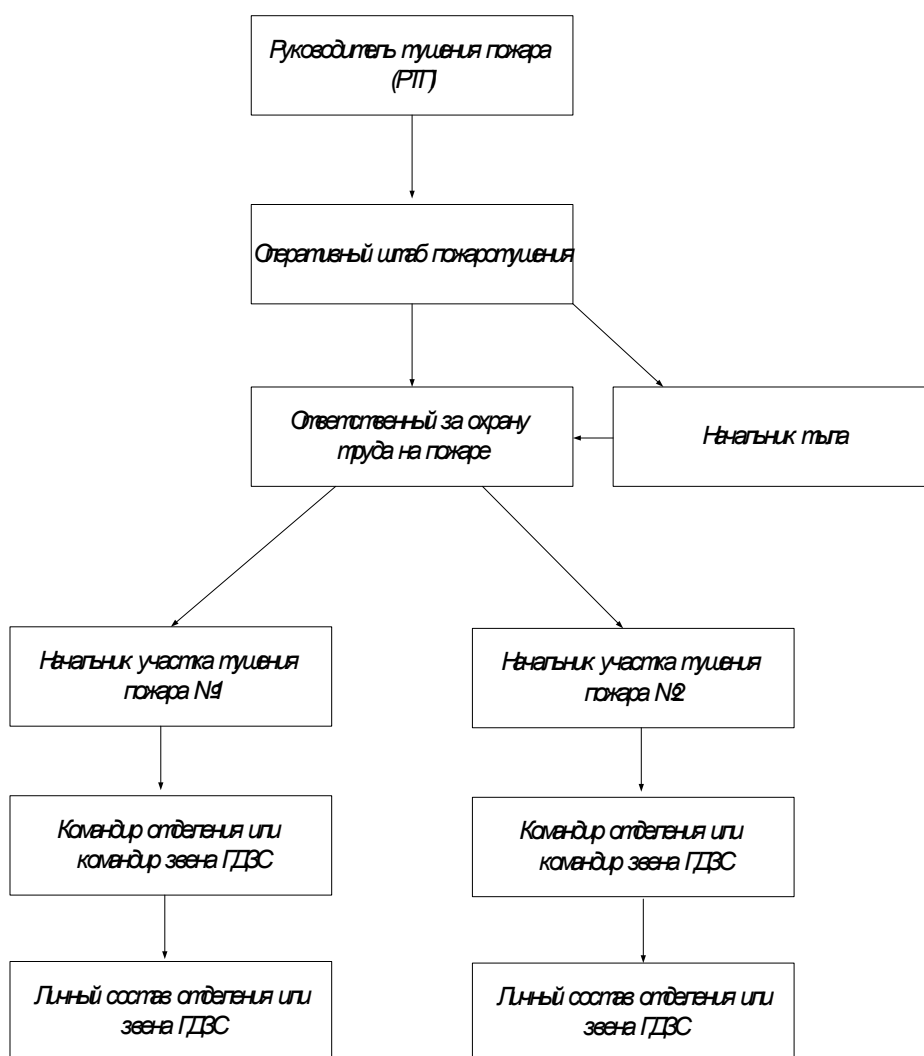 Руководитель тушения пожара
(РТП)
Оперативный штаб пожаротушения
Ответственный за охрану
труда на пожаре
Начальник тыла
Начальник участка тушения
пожара №1
Начальник участка тушения
пожара №2
Командир отделения или
командир звена ГДЗС
Командир отделения или
командир звена ГДЗС
Личный состав отделения или
звена ГДЗС
Личный состав отделения или
звена ГДЗС